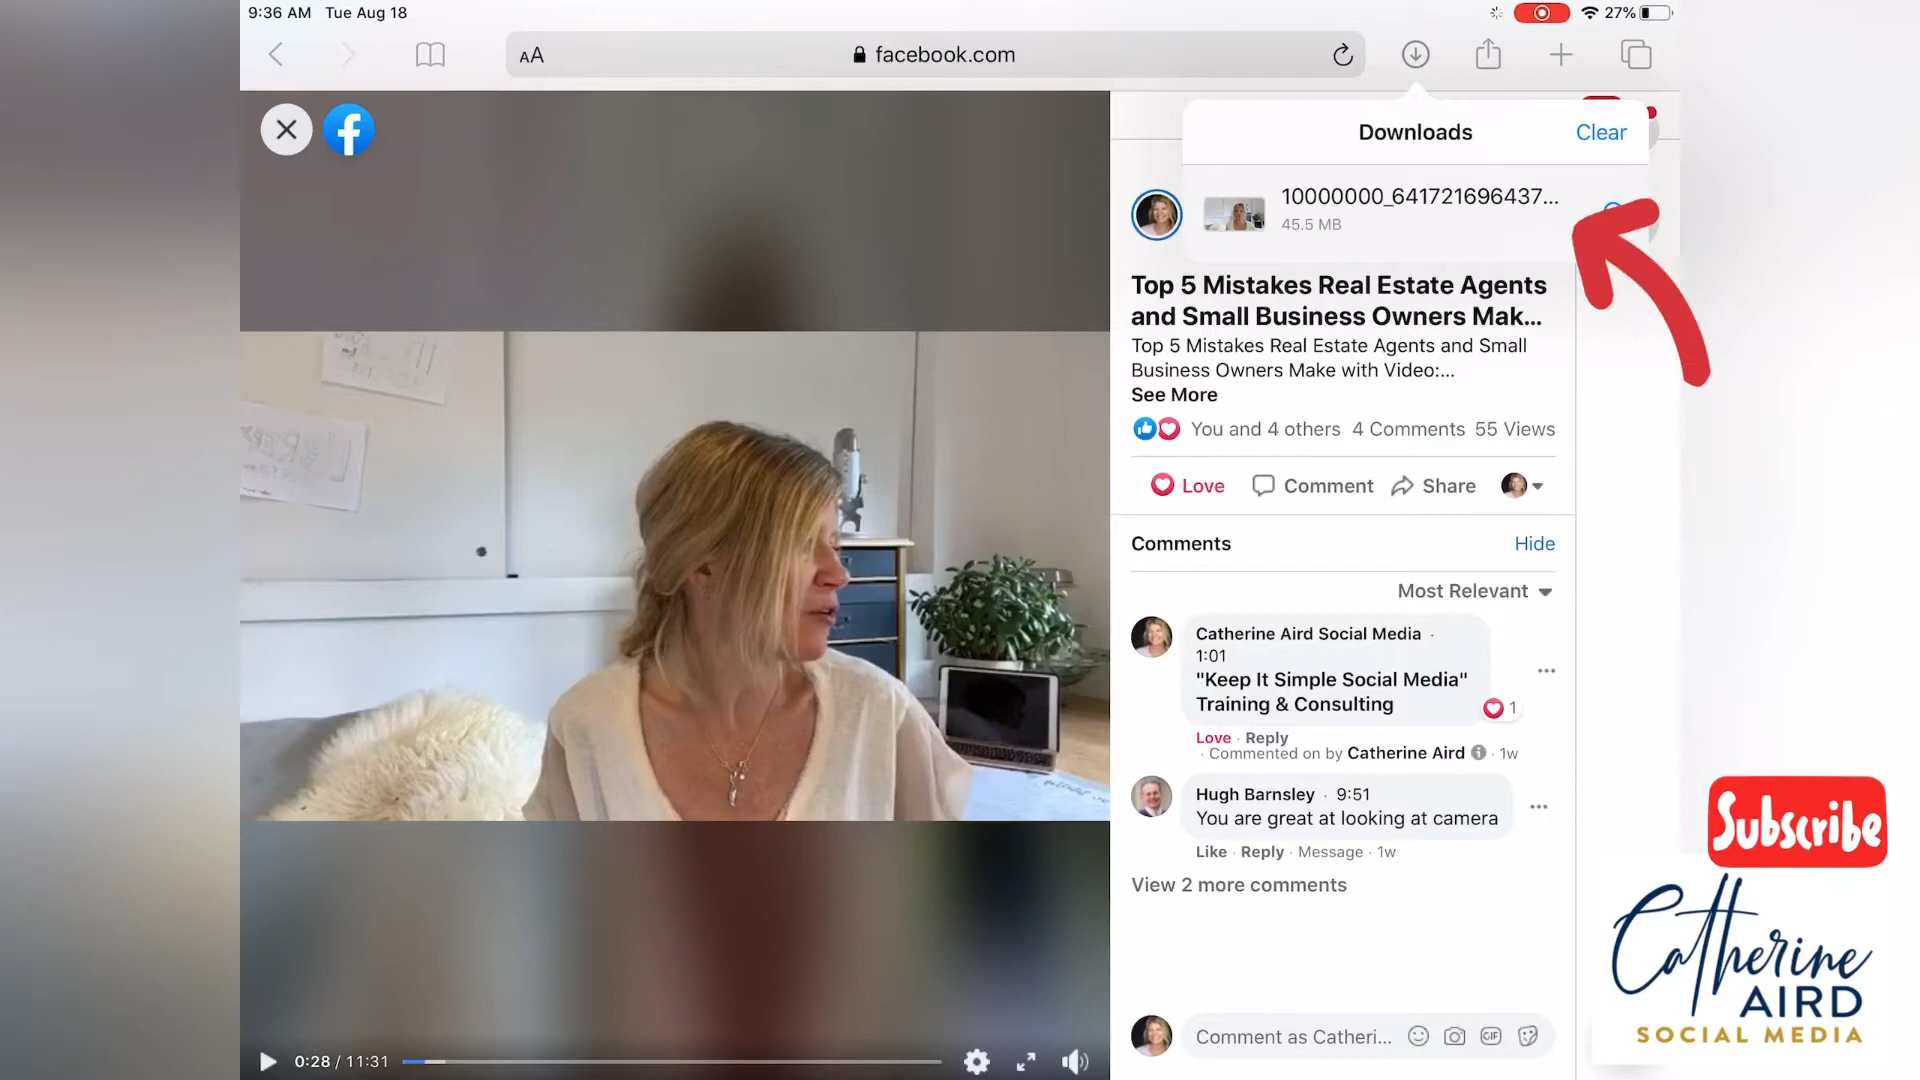 9:36 AM Tue Aug 18
27%
AA
facebook.com
Downloads
Clear
10000000_641721696437...
45.5 MB
Top 5 Mistakes Real Estate Agents
and Small Business Owners Mak...
Top 5 Mistakes Real Estate Agents and Small
Business Owners Make with Video:...
See More
You and 4 others 4 Comments 55 Views
Love Comment Share
Comments
Hide
Most Relevant
Catherine Aird Social Media ·
1:01
"Keep It Simple Social Media"
Training & Consulting
1
Love · Reply
· Commented on by Catherine Aird · 1w
Hugh Barnsley · 9:51
You are great at looking at camera
Like · Reply · Message · 1w
View 2 more comments
Comment as Catheri...
GIF
0:28 / 11:31
Subscribe
Catherine
AIRD
SOCIAL MEDIA